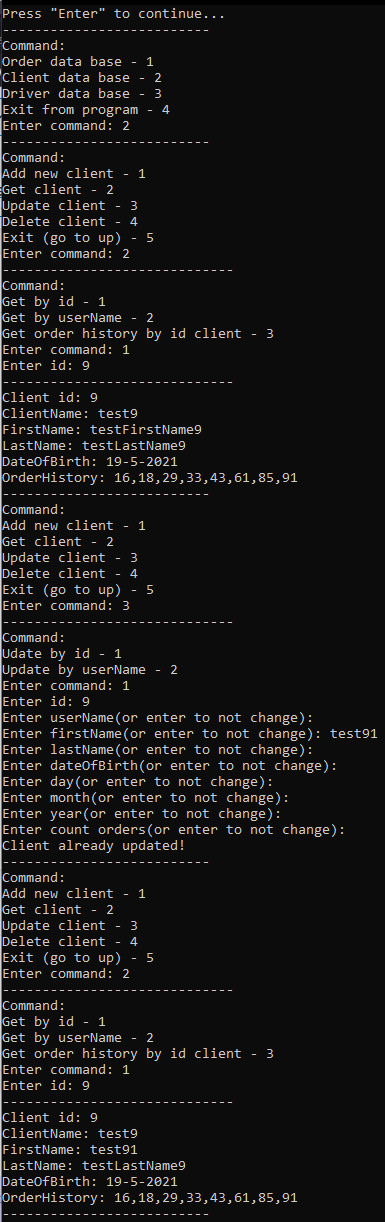 Press "Enter" to continue...
--------------------------
Command:
Order data base - 1
Client data base - 2
Driver data base - 3
Exit from program - 4
Enter command: 2
--------------------------
Command:
Add new client - 1
Get client - 2
Update client - 3
Delete client - 4
Exit (go to up) - 5
Enter command: 2
-----------------------------
Command:
Get by id - 1
Get by userName - 2
Get order history by id client - 3
Enter command: 1
Enter id: 9
-----------------------------
Client id: 9
ClientName: test9
FirstName: testFirstName9
LastName: testLastName9
DateOfBirth: 19-5-2021
OrderHistory: 16,18,29,33,43,61,85,91
--------------------------
Command:
Add new client - 1
Get client - 2
Update client - 3
Delete client - 4
Exit (go to up) - 5
Enter command: 3
-----------------------------
Command:
Udate by id - 1
Update by userName - 2
Enter command: 1
Enter id: 9
Enter userName(or enter to not change):
Enter firstName(or enter to not change): test91
Enter lastName(or enter to not change):
Enter dateOfBirth(or enter to not change):
Enter day(or enter to not change):
Enter month(or enter to not change):
Enter year(or enter to not change):
Enter count orders(or enter to not change):
Client already updated!
--------------------------
Command:
Add new client - 1
Get client - 2
Update client - 3
Delete client - 4
Exit (go to up) - 5
Enter command: 2
-----------------------------
Command:
Get by id - 1
Get by userName - 2
Get order history by id client - 3
Enter command: 1
Enter id: 9
-----------------------------
Client id: 9
ClientName: test9
FirstName: test91
LastName: testLastName9
DateOfBirth: 19-5-2021
OrderHistory: 16,18,29,33,43,61,85,91
--------------------------